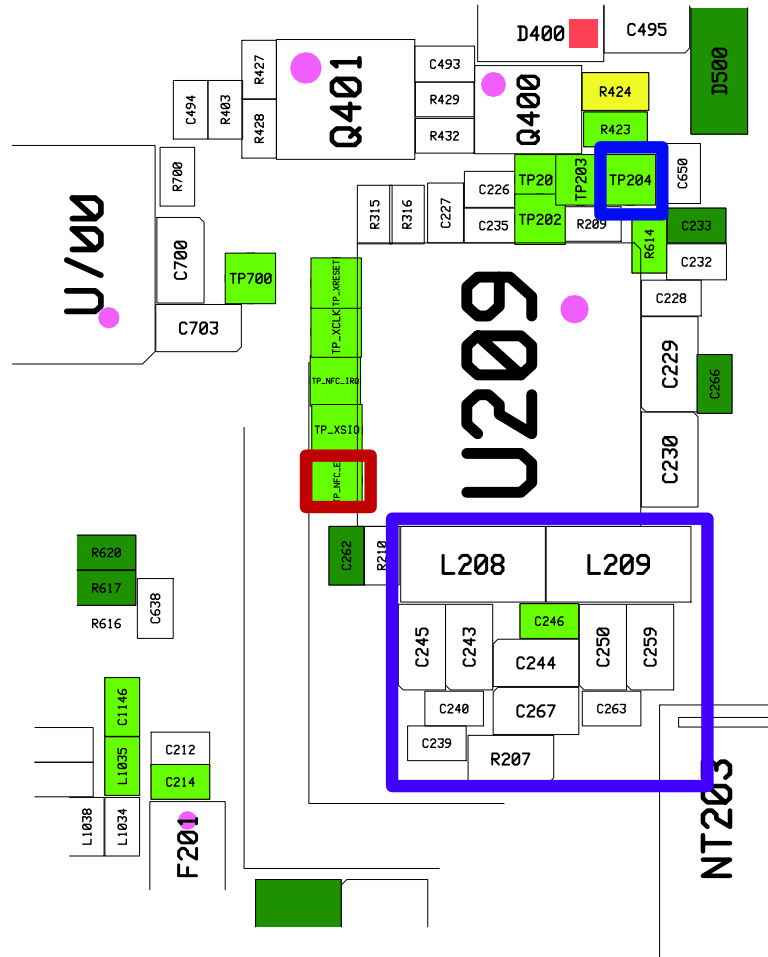 D400
C495
D500
R427
Q401
C493
Q400
R424
C494
R403
R429
R428
R432
R423
R700
TP20
TP203
TP204
C650
C226
R315
R316
C227
TP202
C235
R209
R614
C233
C232
U700
C700
TP700
TP_XRESET
U209
C228
C703
TP_XCLK
C229
TP_NFC_IRQ
C266
TP_XSIO
C230
TP_NFC_E
R620
C262
R210
L208
L209
R617
C638
R616
C246
C245
C243
C244
C250
C259
C1146
C240
C267
C263
C239
C212
R207
L1035
C214
NT203
L1038
L1034
F201